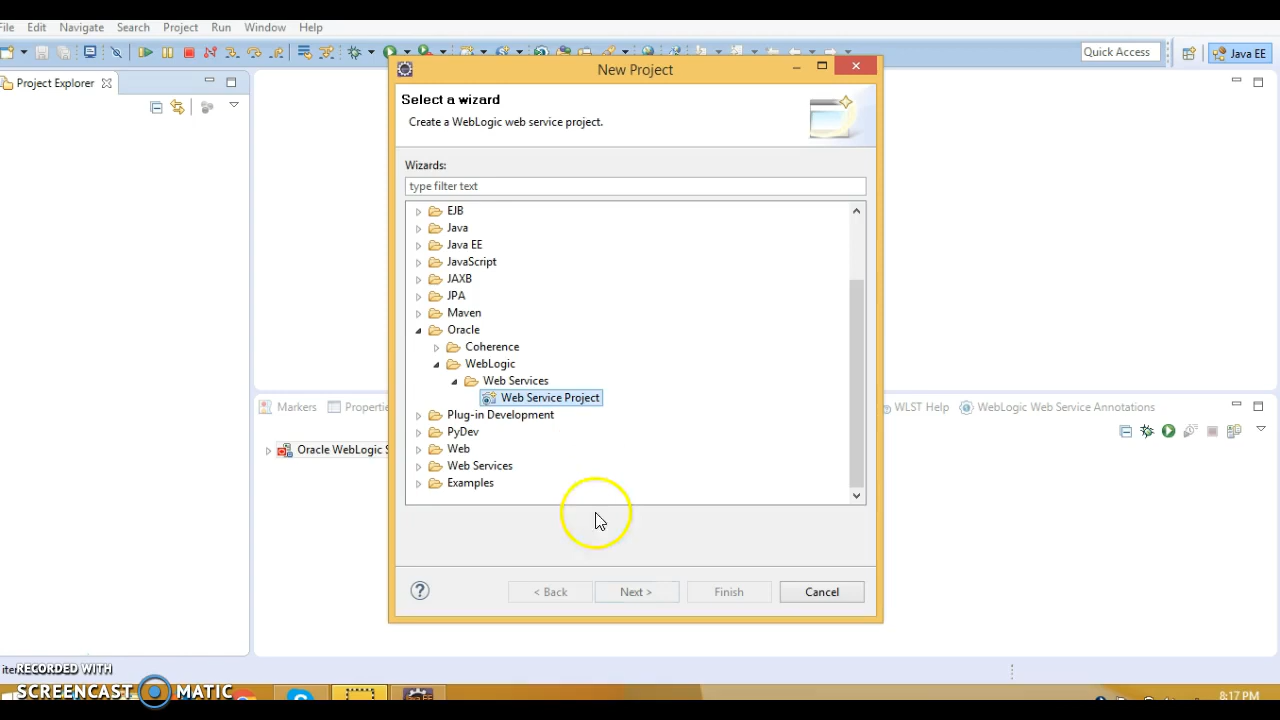 File Edit Navigate Search Project Run Window Help
Quick Access
Java EE
Project Explorer
New Project
Select a wizard
Create a WebLogic web service project.
Wizards:
type filter text
EJB
Java
Java EE
JavaScript
JAXB
JPA
Maven
Oracle
Coherence
WebLogic
Web Services
Web Service Project
Plug-in Development
PyDev
Web
Web Services
Examples
< Back
Next >
Finish
Cancel
Markers
WLST Help
WebLogic Web Service Annotations
Oracle WebLogic
RECORDED WITH
SCREENCAST MATIC
8:17 PM